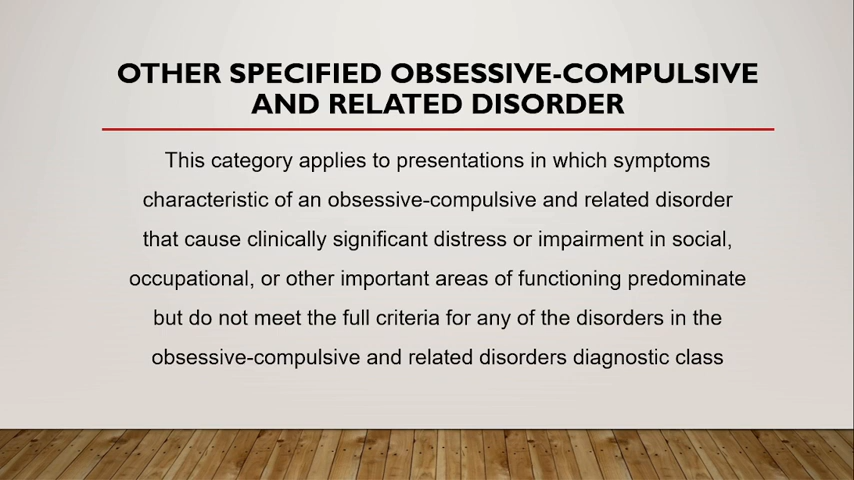 OTHER SPECIFIED OBSESSIVE-COMPULSIVE
AND RELATED DISORDER
This category applies to presentations in which symptoms
characteristic of an obsessive-compulsive and related disorder
that cause clinically significant distress or impairment in social,
occupational, or other important areas of functioning predominate
but do not meet the full criteria for any of the disorders in the
obsessive-compulsive and related disorders diagnostic class